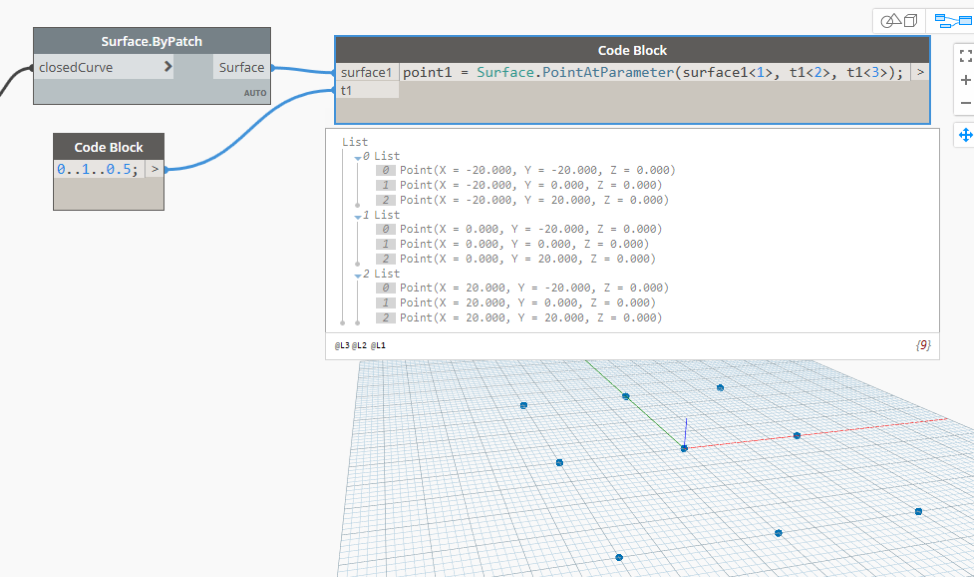 Surface.ByPatch
closedCurve > Surface
AUTO
Code Block
0..1..0.5; >
Code Block
surface1 point1 = Surface.PointAtParameter(surface1<1>, t1<2>, t1<3>); >
t1
List
0 List
0 Point(X = -20.000, Y = -20.000, Z = 0.000)
1 Point(X = -20.000, Y = 0.000, Z = 0.000)
2 Point(X = -20.000, Y = 20.000, Z = 0.000)
1 List
0 Point(X = 0.000, Y = -20.000, Z = 0.000)
1 Point(X = 0.000, Y = 0.000, Z = 0.000)
2 Point(X = 0.000, Y = 20.000, Z = 0.000)
2 List
0 Point(X = 20.000, Y = -20.000, Z = 0.000)
1 Point(X = 20.000, Y = 0.000, Z = 0.000)
2 Point(X = 20.000, Y = 20.000, Z = 0.000)
@L3 @L2 @L1 {9}